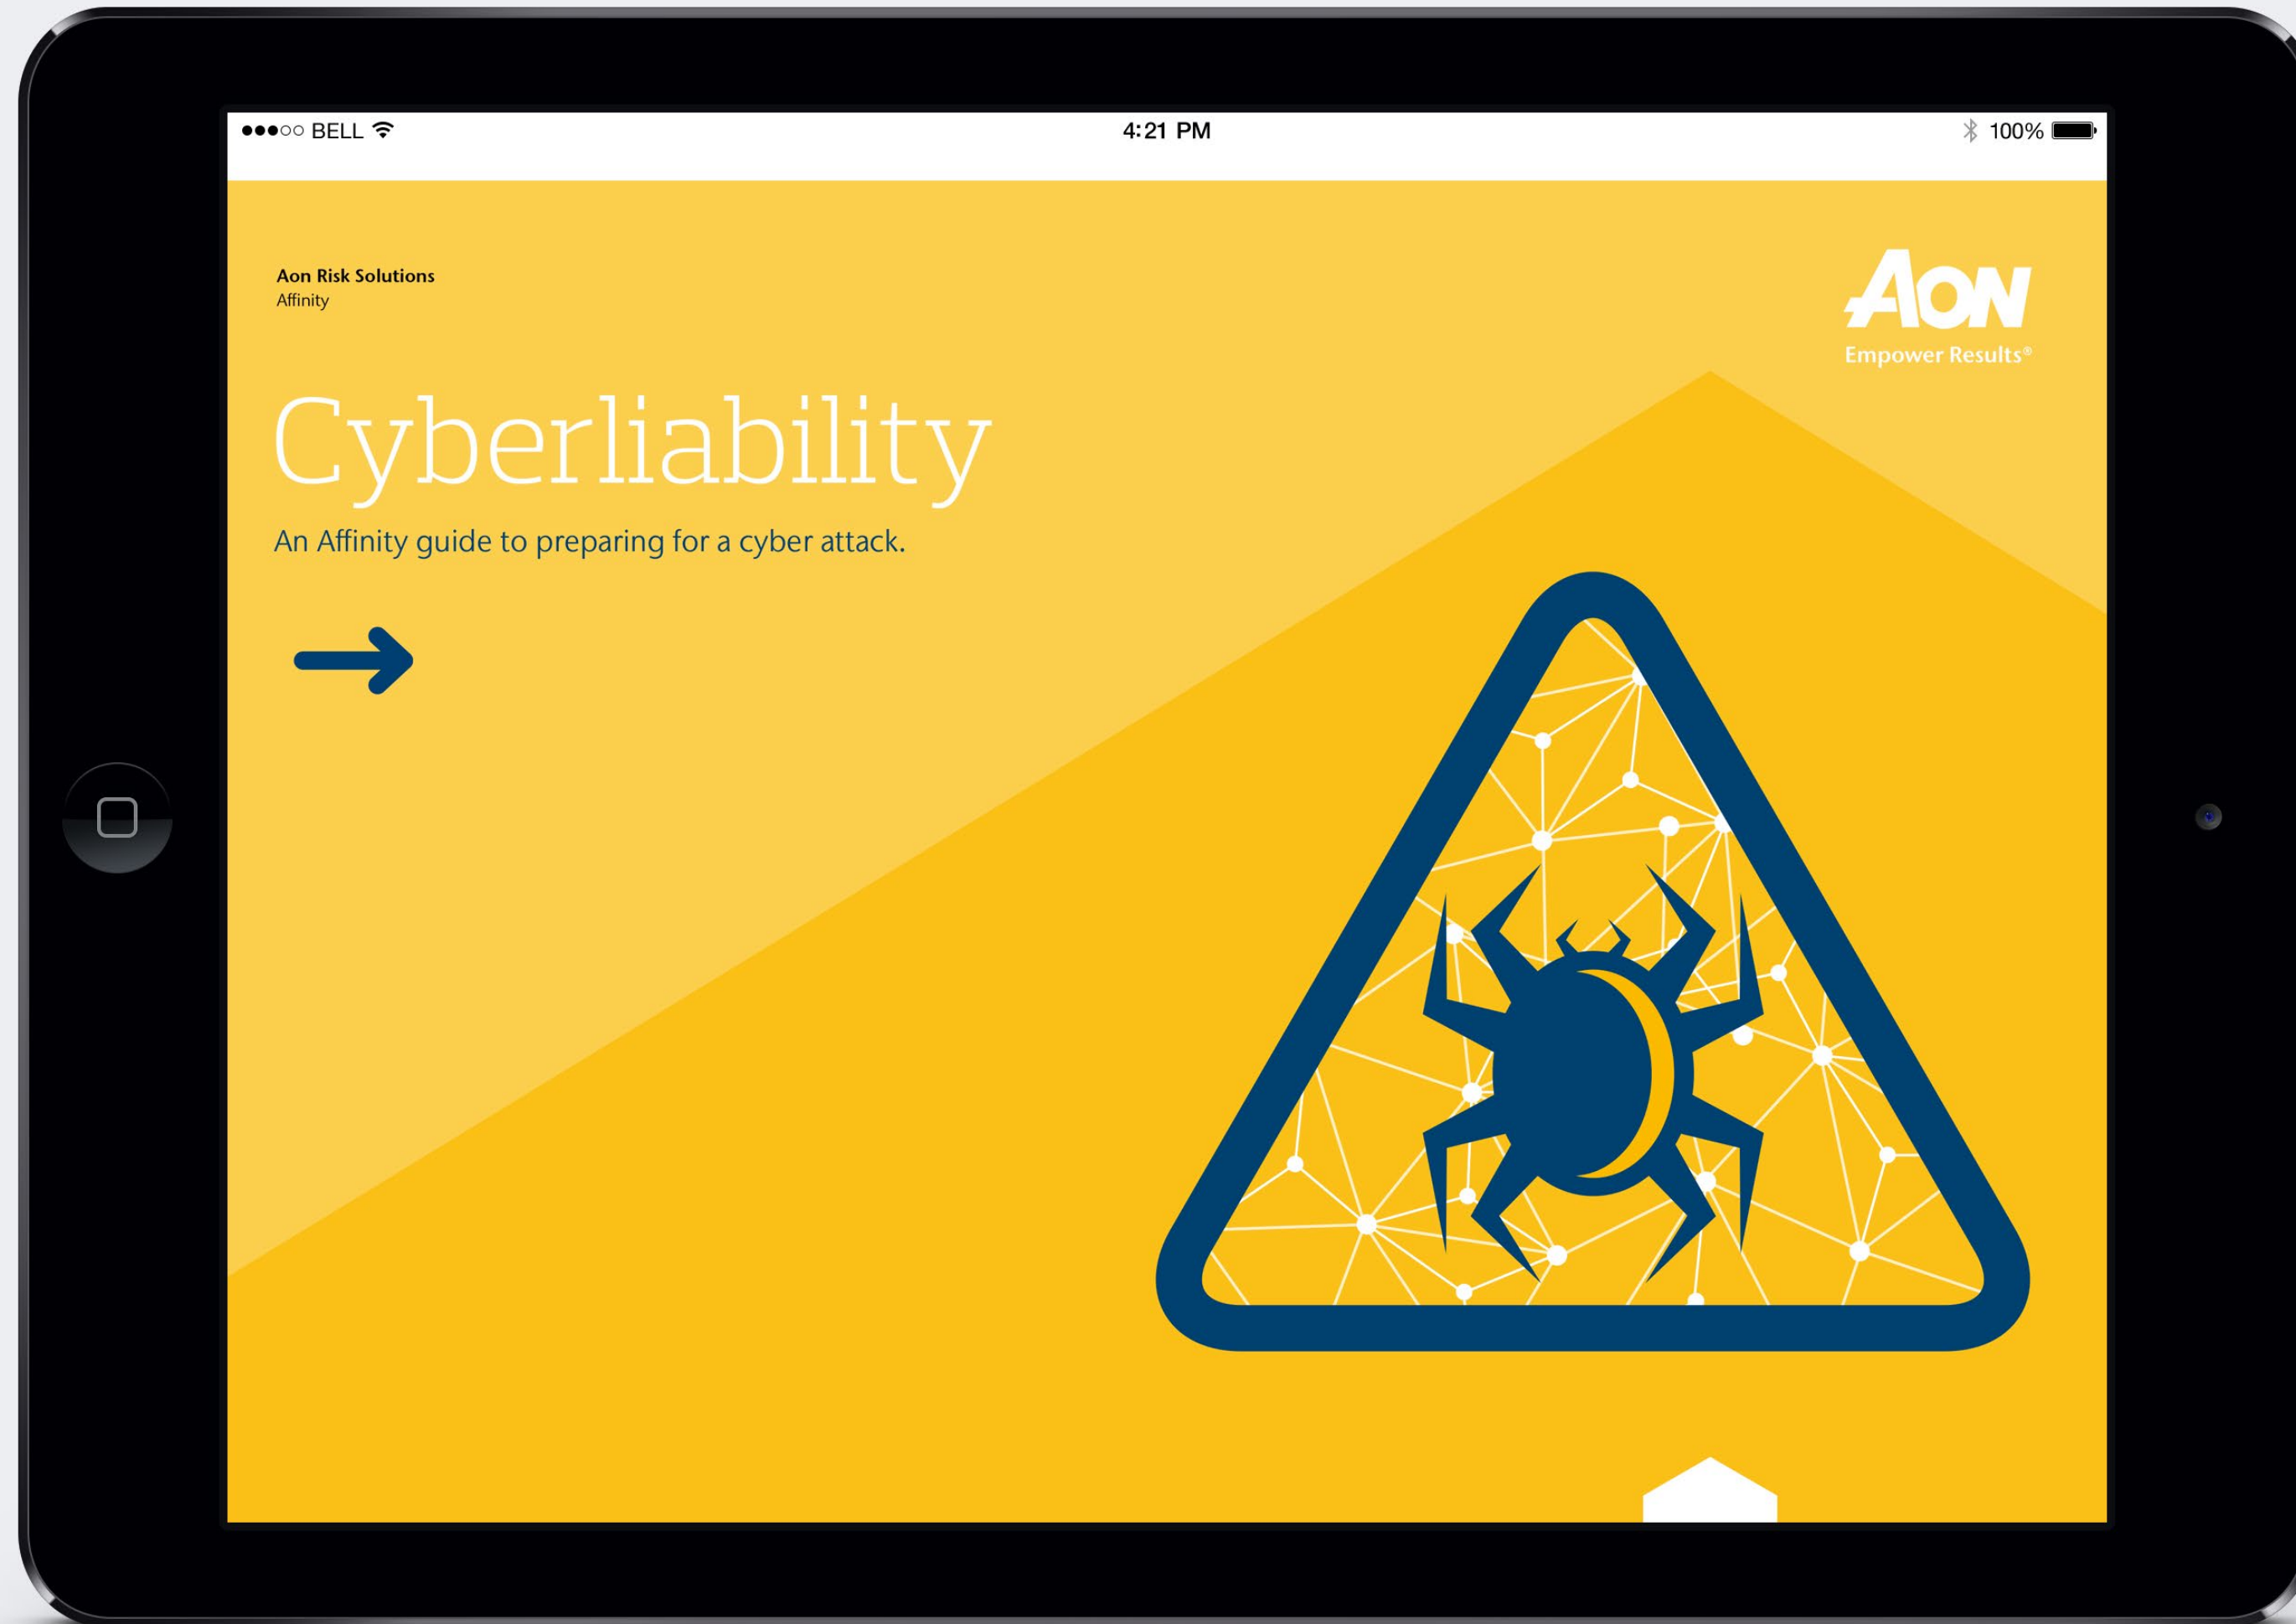 BELL
4:21 PM
100%
Aon Risk Solutions
Affinity
AON
Empower Results®
Cyberliability
An Affinity guide to preparing for a cyber attack.